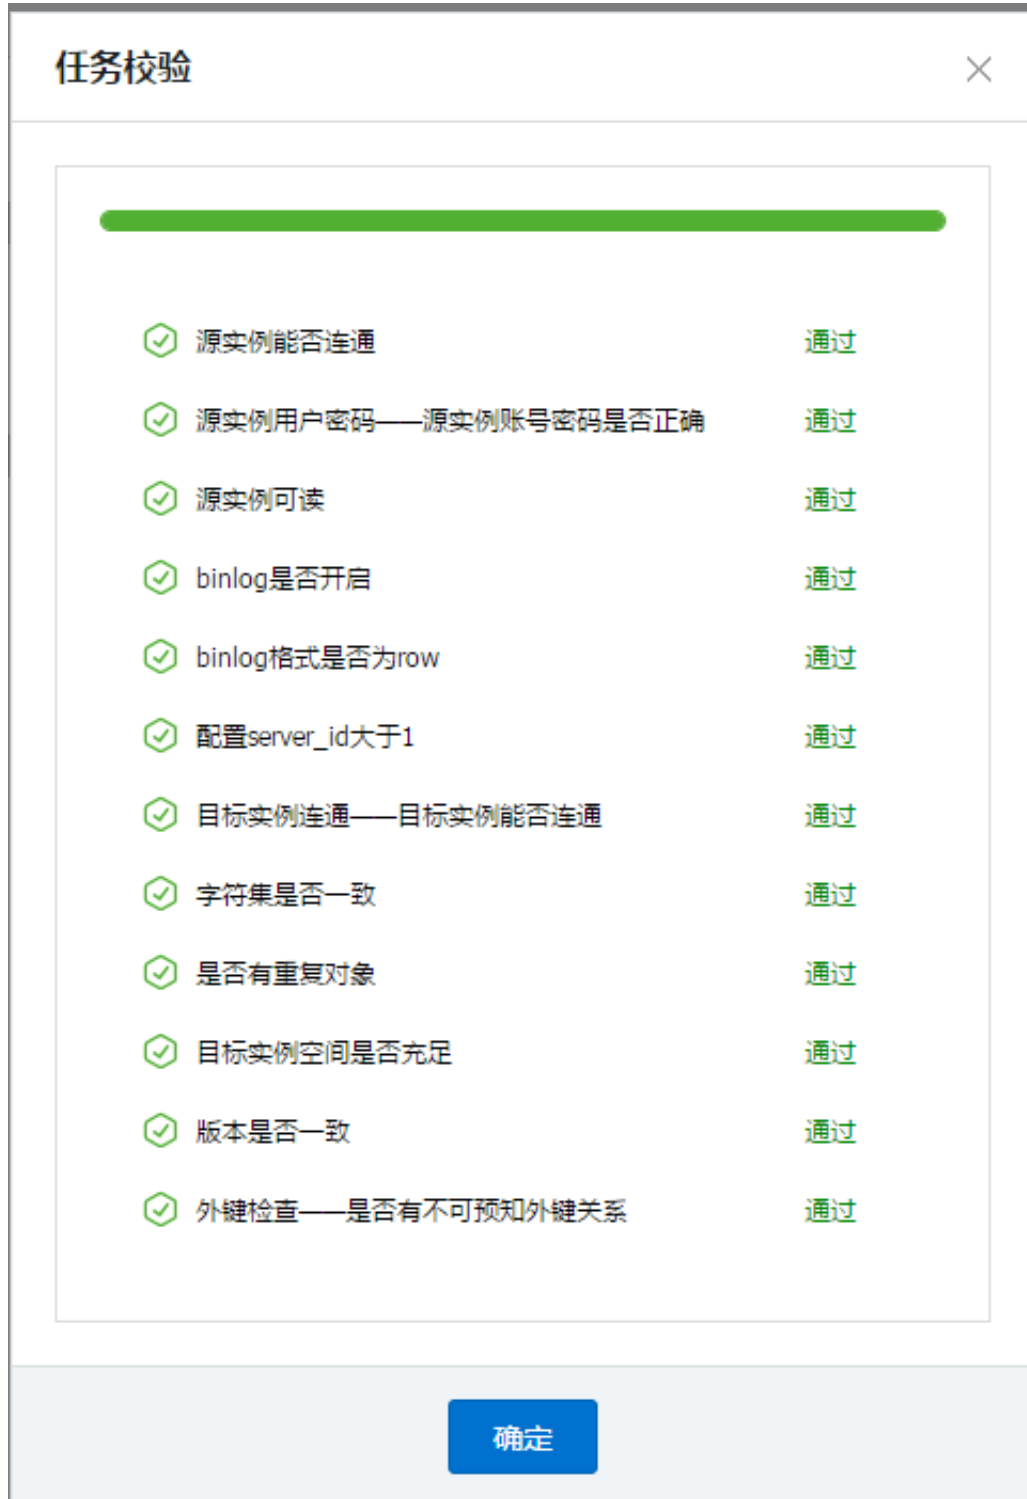 任务校验
源实例能否连通 通过
源实例用户密码——源实例账号密码是否正确 通过
源实例可读 通过
binlog是否开启 通过
binlog格式是否为row 通过
配置server_id大于1 通过
目标实例连通——目标实例能否连通 通过
字符集是否一致 通过
是否有重复对象 通过
目标实例空间是否充足 通过
版本是否一致 通过
外键检查——是否有不可预知外键关系 通过
确定